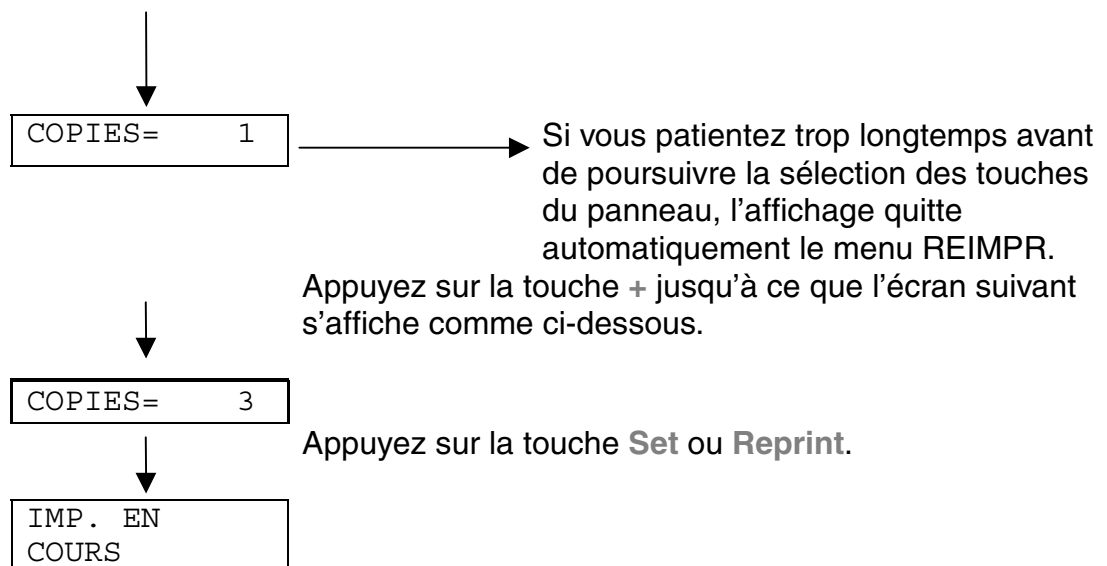 COPIES= 1
Si vous patientez trop longtemps avant
de poursuivre la sélection des touches
du panneau, l’affichage quitte
automatiquement le menu REIMPR.
Appuyez sur la touche + jusqu’à ce que l’écran suivant
s’affiche comme ci-dessous.
COPIES= 3
Appuyez sur la touche Set ou Reprint.
IMP. EN
COURS